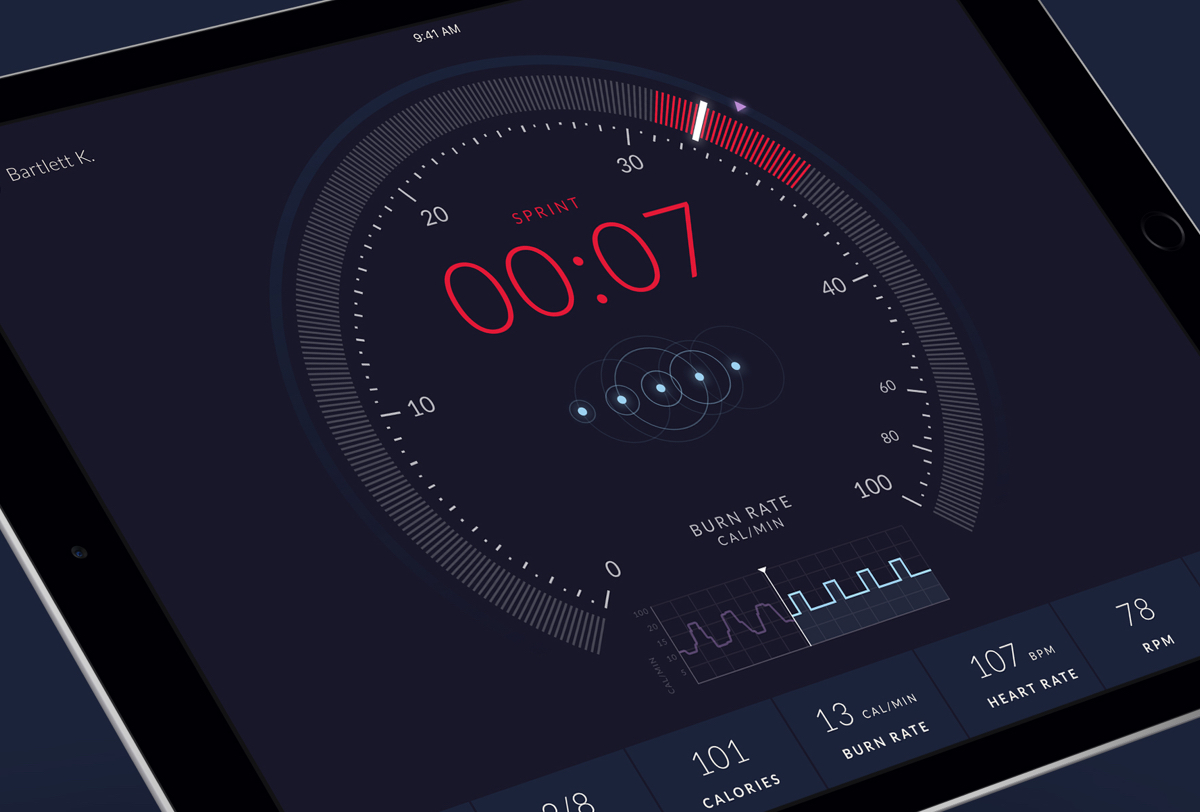 9:41 AM
Bartlett K.
30
20
SPRINT
00:07
40
60
10
80
100
BURN RATE
CAL/MIN
0
100
20
15
10
5
CAL/MIN
78
RPM
107 BPM
HEART RATE
13 CAL/MIN
BURN RATE
101
CALORIES